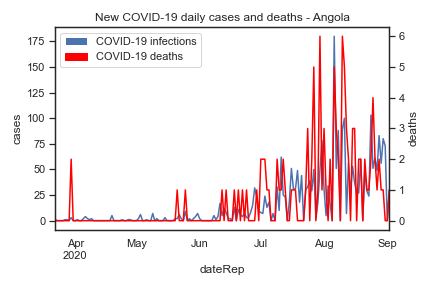 New COVID-19 daily cases and deaths - Angola
COVID-19 infections
COVID-19 deaths
175
150
125
100
75
50
25
0
cases
6
5
4
3
2
1
0
deaths
Apr
2020
May
Jun
Jul
Aug
Sep
dateRep